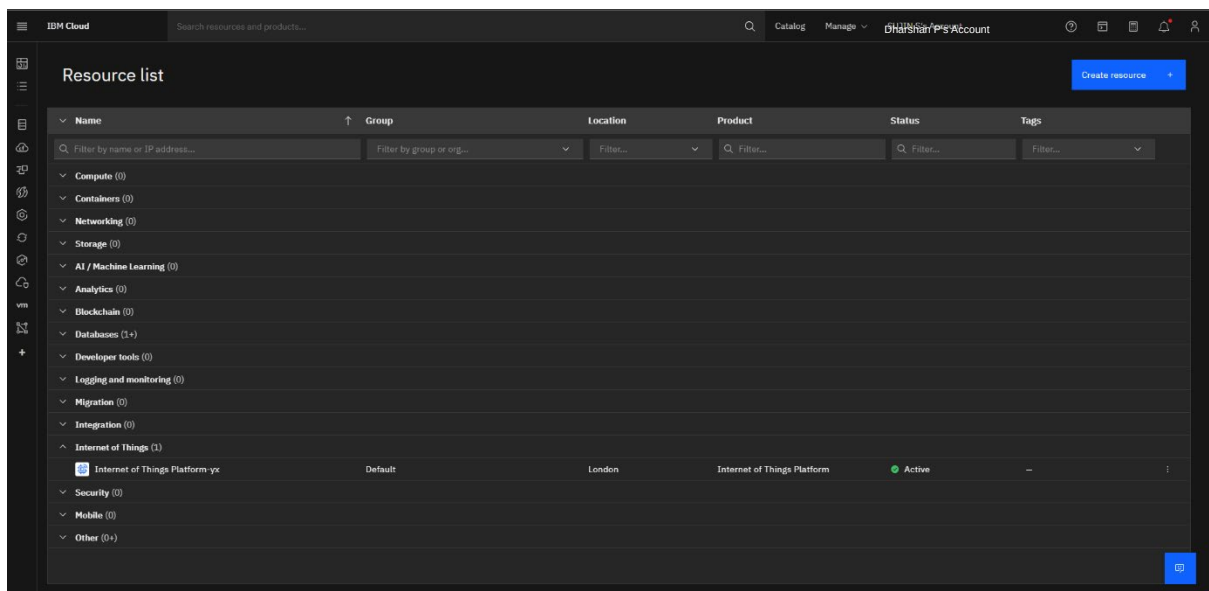 IBM Cloud Search resources and products... Catalog Manage Dharshan P's Account
Resource list Create resource +
Name Group Location Product Status Tags
Filter by name or IP address... Filter by group or org... Filter... Filter... Filter... Filter...
Compute (0)
Containers (0)
Networking (0)
Storage (0)
AI / Machine Learning (0)
Analytics (0)
Blockchain (0)
vm
Databases (1+)
Developer tools (0)
Logging and monitoring (0)
Migration (0)
Integration (0)
Internet of Things (1)
Internet of Things Platform-yx Default London Internet of Things Platform Active –
Security (0)
Mobile (0)
Other (0+)